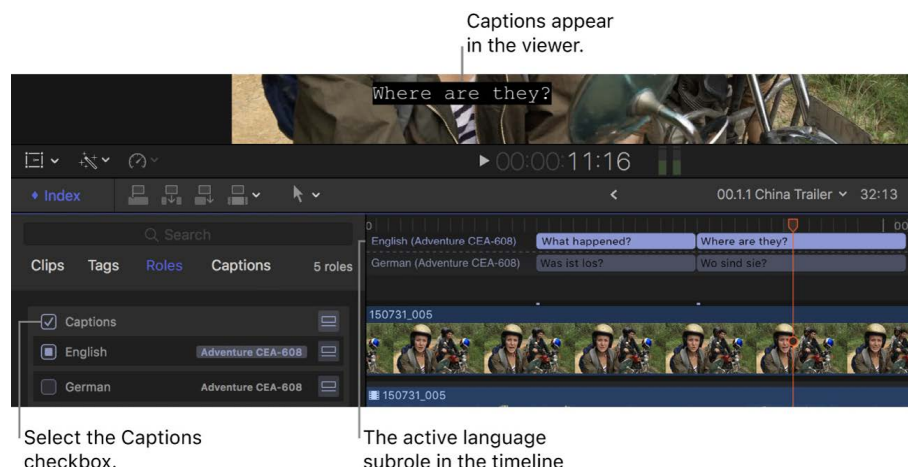 Captions appear
in the viewer.
Where are they?
00:00:11:16
Index
00.1.1 China Trailer
32:13
Search
Clips
Tags
Roles
Captions
5 roles
Captions
English
Adventure CEA-608
German
Adventure CEA-608
English (Adventure CEA-608)
What happened?
Where are they?
German (Adventure CEA-608)
Was ist los?
Wo sind sie?
150731_005
150731_005
Select the Captions
checkbox.
The active language
subrole in the timeline